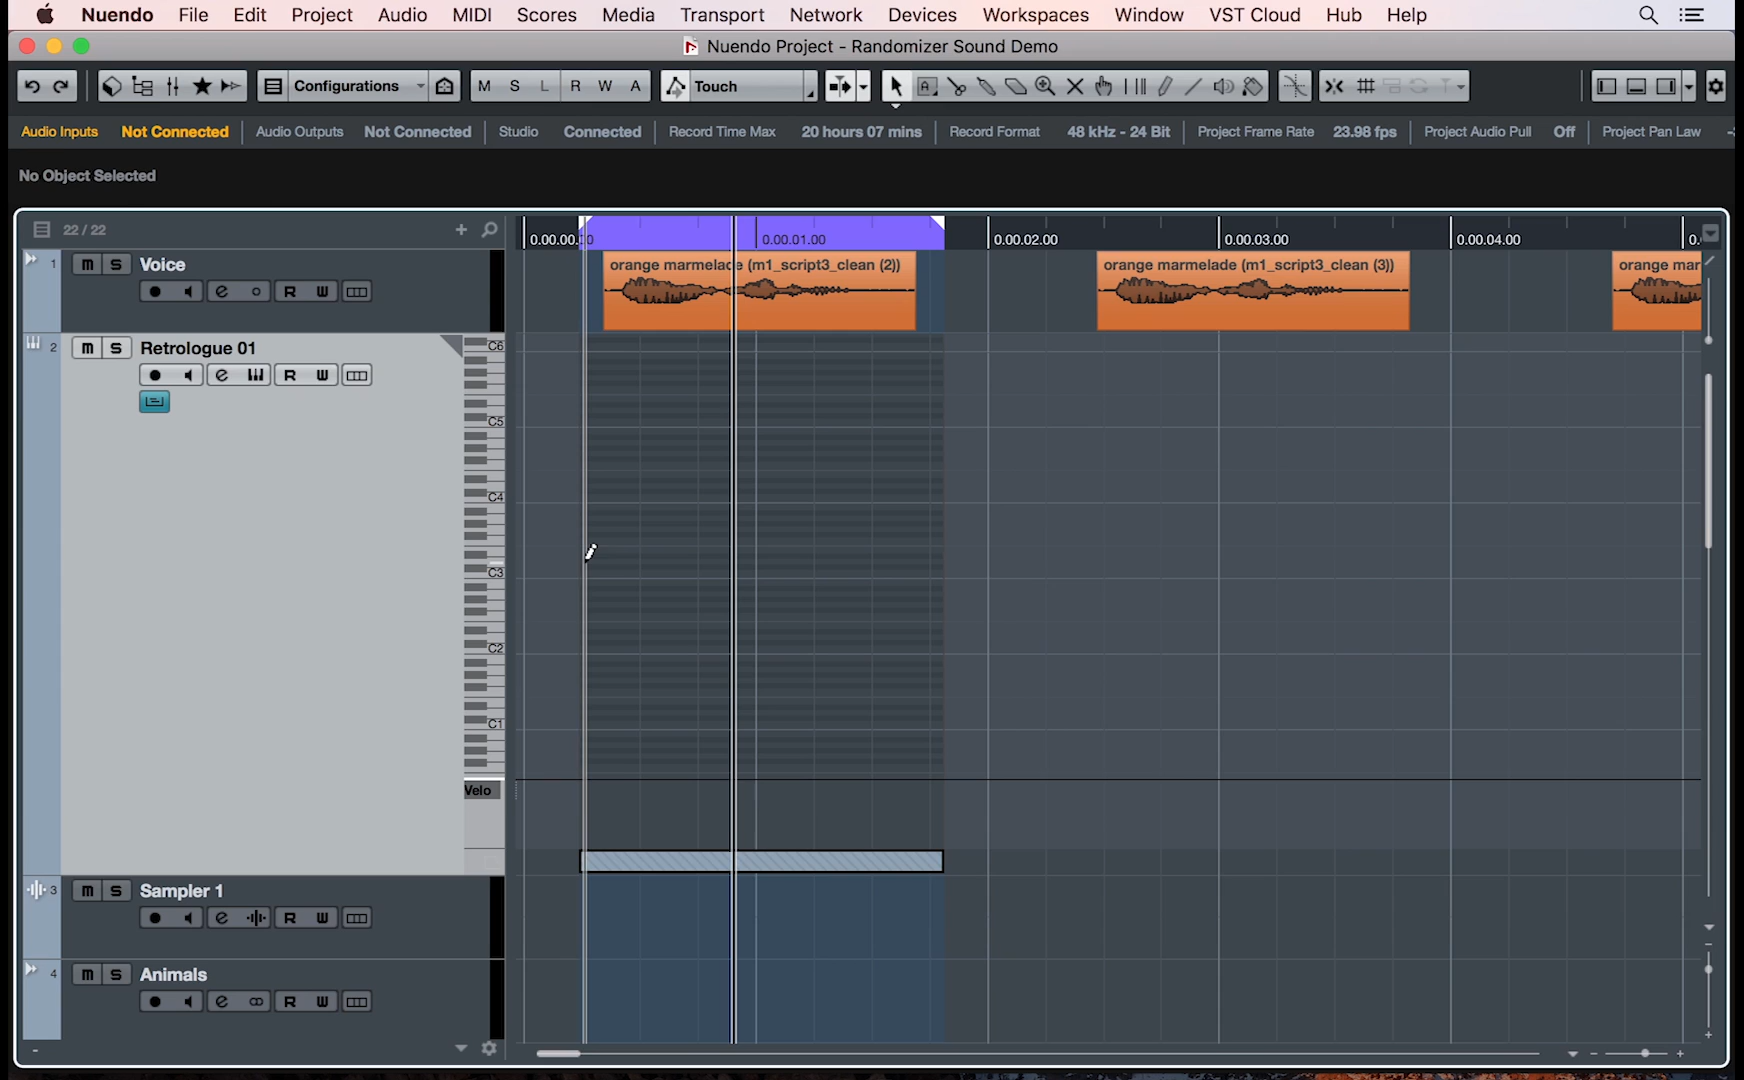 Nuendo File Edit Project Audio MIDI Scores Media Transport Network Devices Workspaces Window VST Cloud Hub Help
Nuendo Project - Randomizer Sound Demo
Configurations M S L R W A Touch
Audio Inputs Not Connected Audio Outputs Not Connected Studio Connected Record Time Max 20 hours 07 mins Record Format 48 kHz - 24 Bit Project Frame Rate 23.98 fps Project Audio Pull Off Project Pan Law
No Object Selected
22 / 22
0.00.00.00 0.00.01.00 0.00.02.00 0.00.03.00 0.00.04.00 0.
1 m S Voice
R W
orange marmelade (m1_script3_clean (2)) orange marmelade (m1_script3_clean (3)) orange mar
2 m S Retrologue 01
R W
C6
C5
C4
C3
C2
C1
Velo
3 m S Sampler 1
R W
4 m S Animals
R W